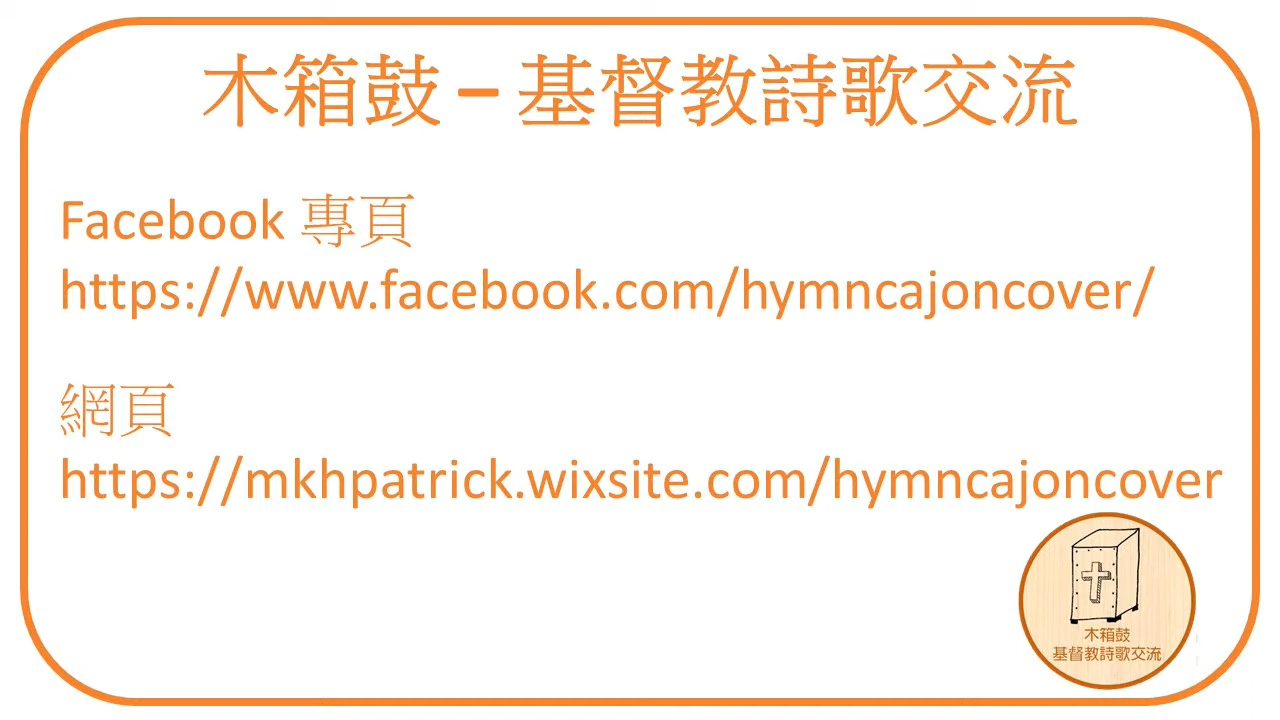 木箱鼓 – 基督教詩歌交流
Facebook 專頁
https://www.facebook.com/hymncajoncover/
網頁
https://mkhpatrick.wixsite.com/hymncajoncover
木箱鼓
基督教詩歌交流